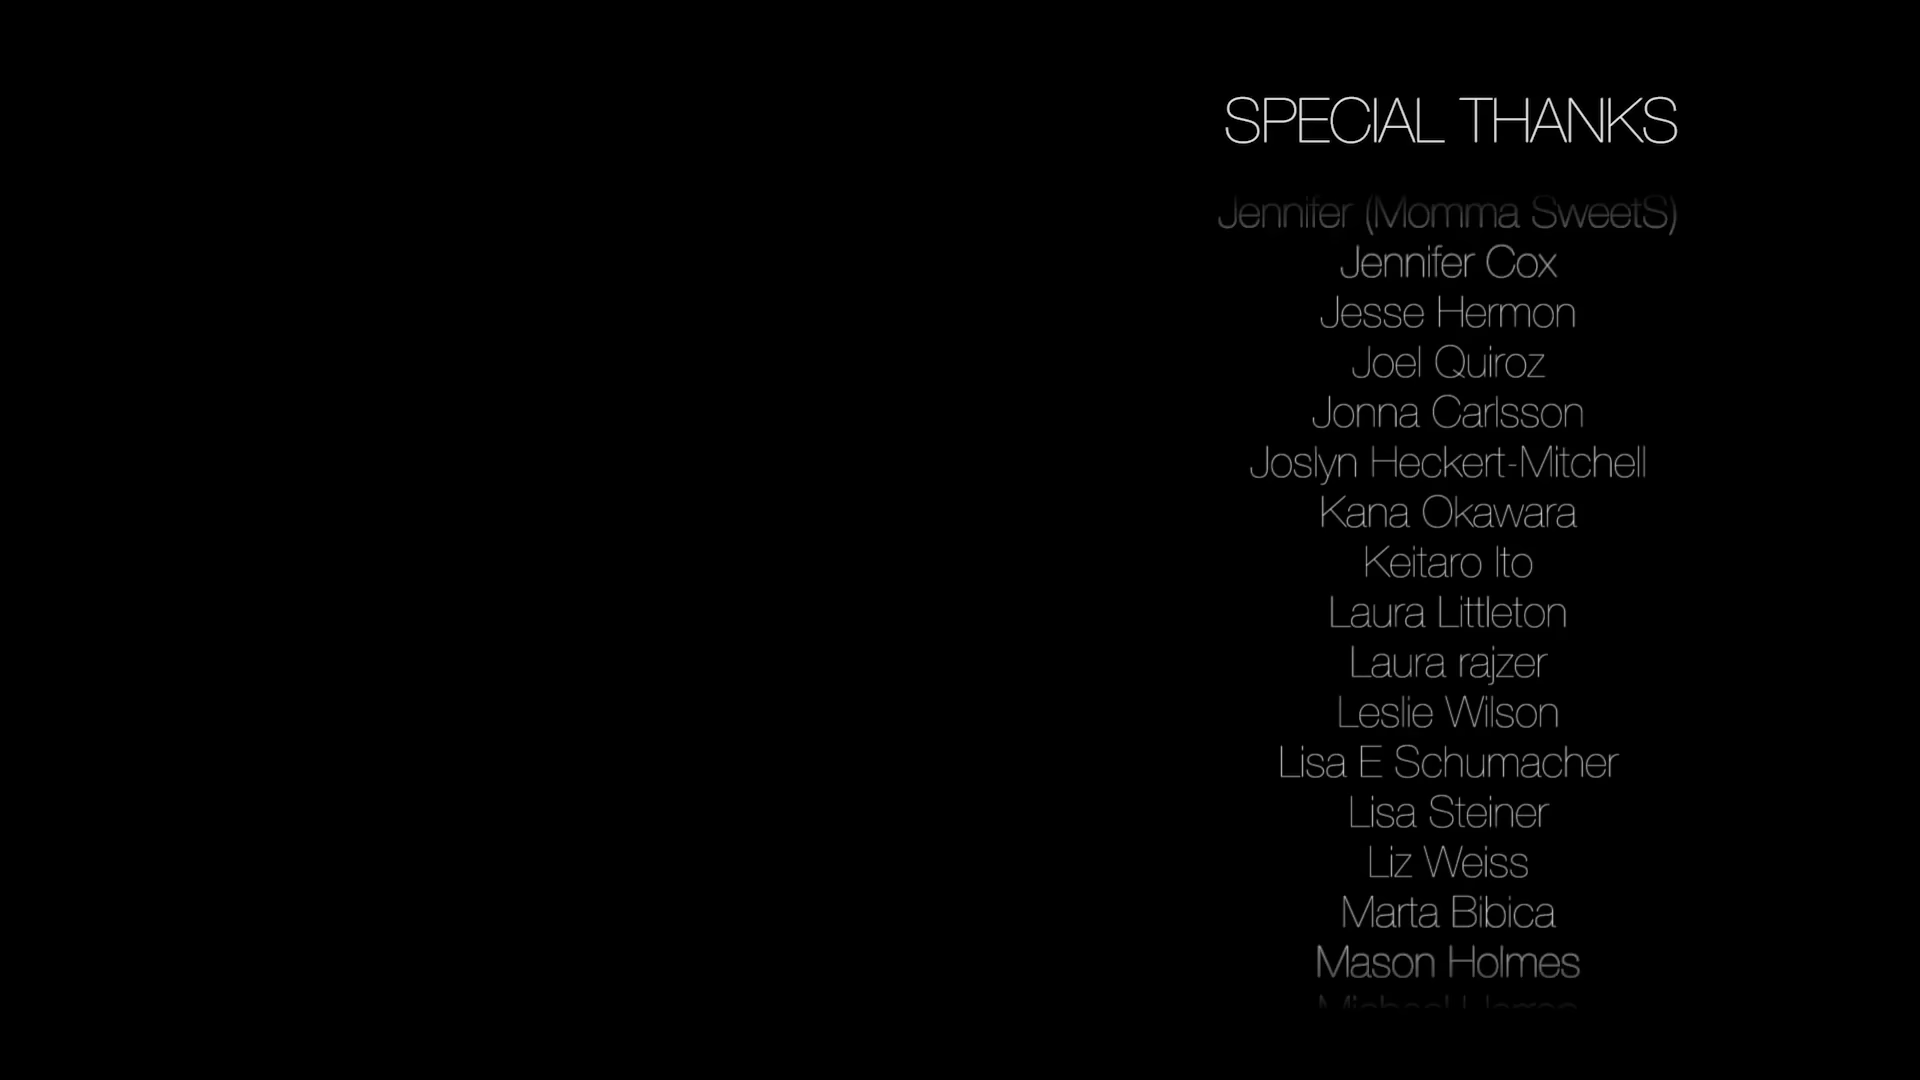 SPECIAL THANKS
Jennifer (Momma SweetS)
Jennifer Cox
Jesse Hermon
Joel Quiroz
Jonna Carlsson
Joslyn Heckert-Mitchell
Kana Okawara
Keitaro Ito
Laura Littleton
Laura rajzer
Leslie Wilson
Lisa E Schumacher
Lisa Steiner
Liz Weiss
Marta Bibica
Mason Holmes
Michael